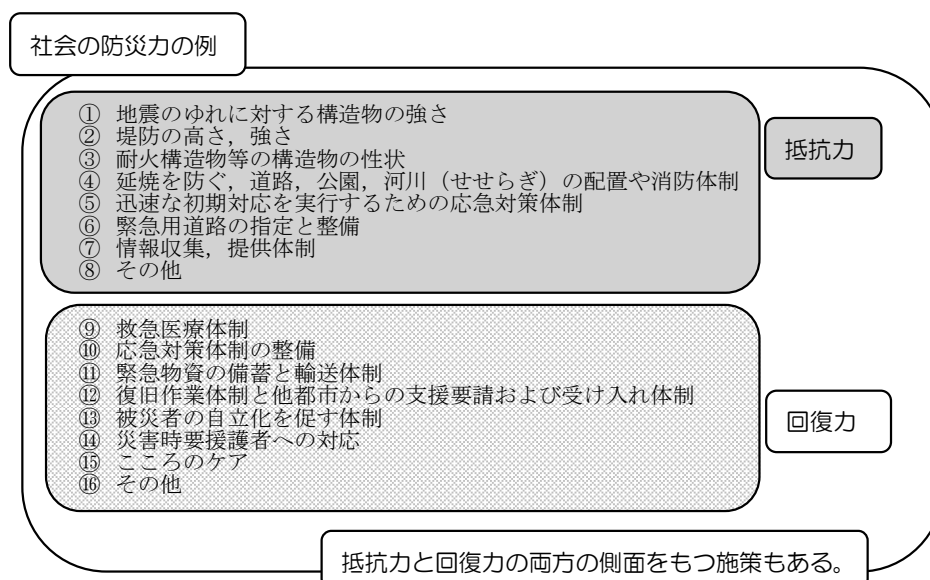 社会の防災力の例
① 地震のゆれに対する構造物の強さ
② 堤防の高さ，強さ
③ 耐火構造物等の構造物の性状
④ 延焼を防ぐ，道路，公園，河川（せせらぎ）の配置や消防体制
⑤ 迅速な初期対応を実行するための応急対策体制
⑥ 緊急用道路の指定と整備
⑦ 情報収集，提供体制
⑧ その他
抵抗力
⑨ 救急医療体制
⑩ 応急対策体制の整備
⑪ 緊急物資の備蓄と輸送体制
⑫ 復旧作業体制と他都市からの支援要請および受け入れ体制
⑬ 被災者の自立化を促す体制
⑭ 災害時要援護者への対応
⑮ こころのケア
⑯ その他
回復力
抵抗力と回復力の両方の側面をもつ施策もある。